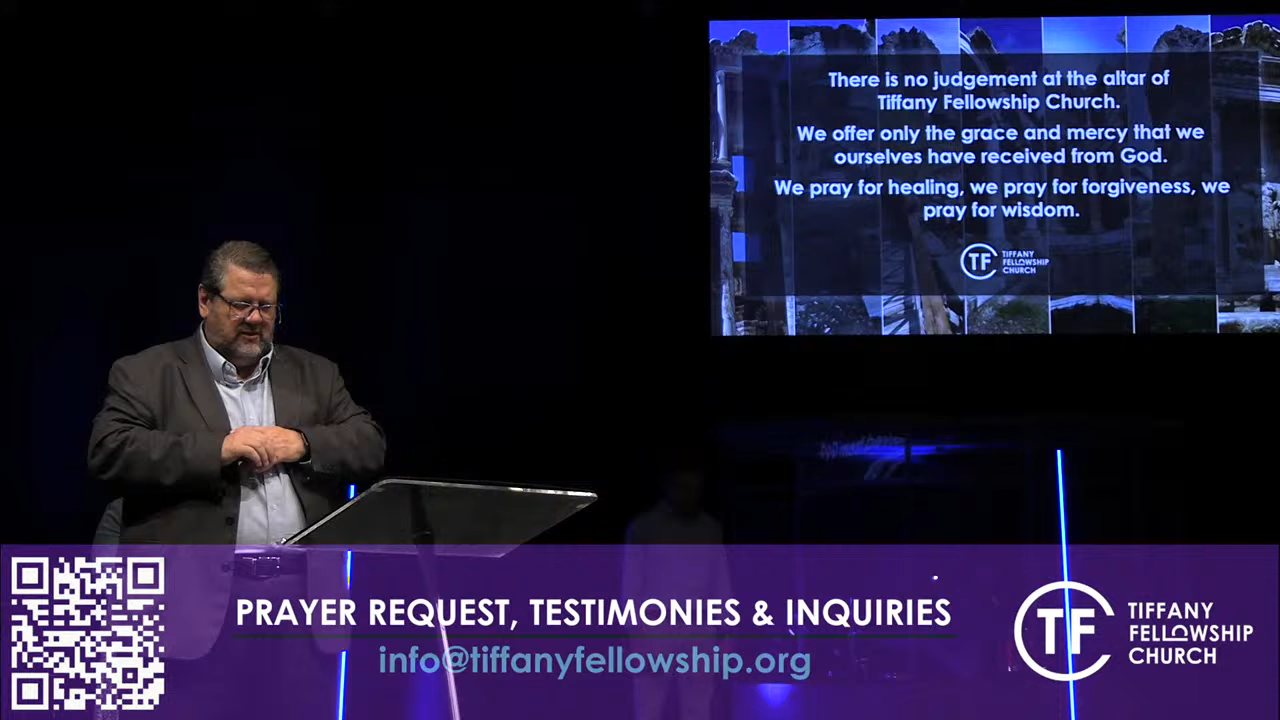 There is no judgement at the altar of
Tiffany Fellowship Church.
We offer only the grace and mercy that we
ourselves have received from God.
We pray for healing, we pray for forgiveness, we
pray for wisdom.
TF
TIFFANY
FELLOWSHIP
CHURCH
PRAYER REQUEST, TESTIMONIES & INQUIRIES
info@tiffanyfellowship.org
TF
TIFFANY
FELLOWSHIP
CHURCH